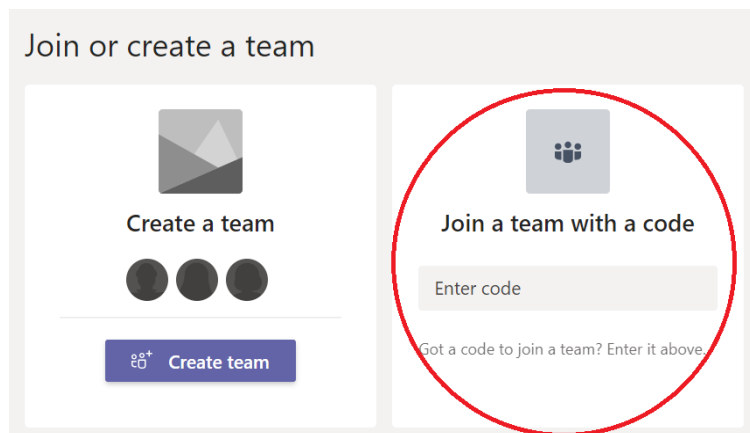 Join or create a team
Create a team
Create team
Join a team with a code
Enter code
Got a code to join a team? Enter it above.